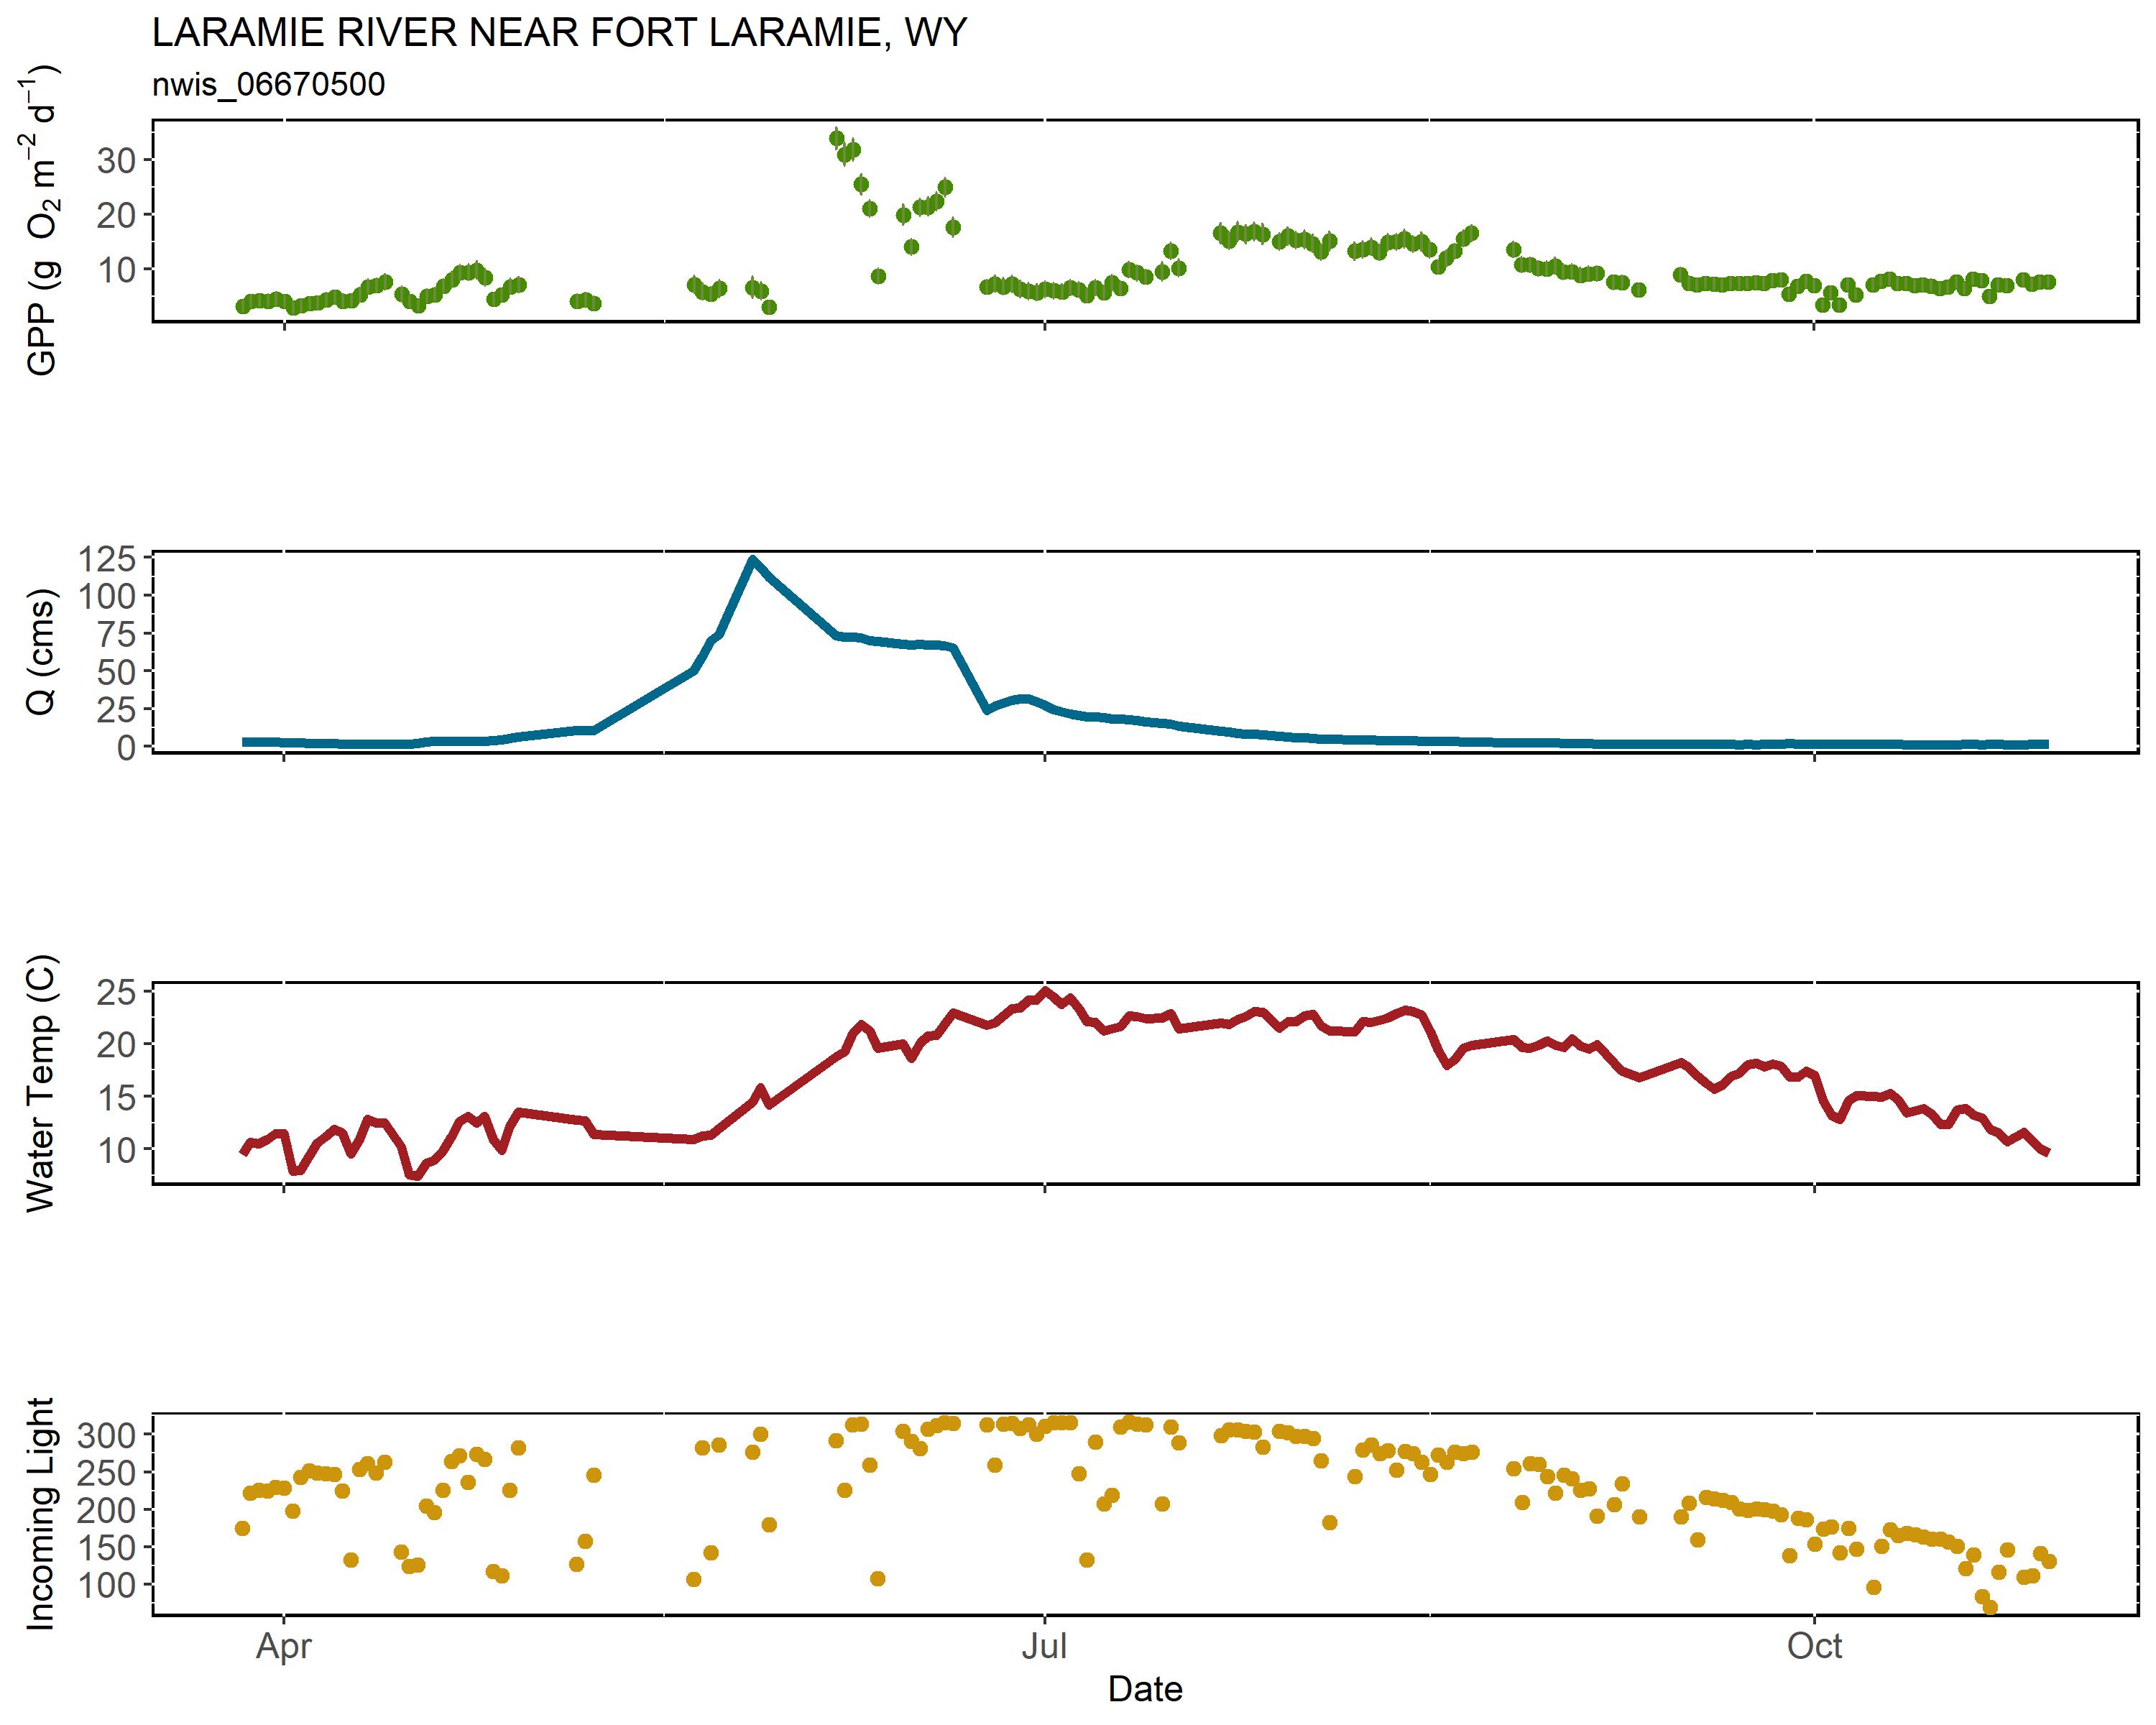 LARAMIE RIVER NEAR FORT LARAMIE, WY
nwis_06670500
GPP (g O₂ m⁻² d⁻¹)
30
20
10
Q (cms)
125
100
75
50
25
0
Water Temp (C)
25
20
15
10
Incoming Light
300
250
200
150
100
Apr Jul Oct
Date